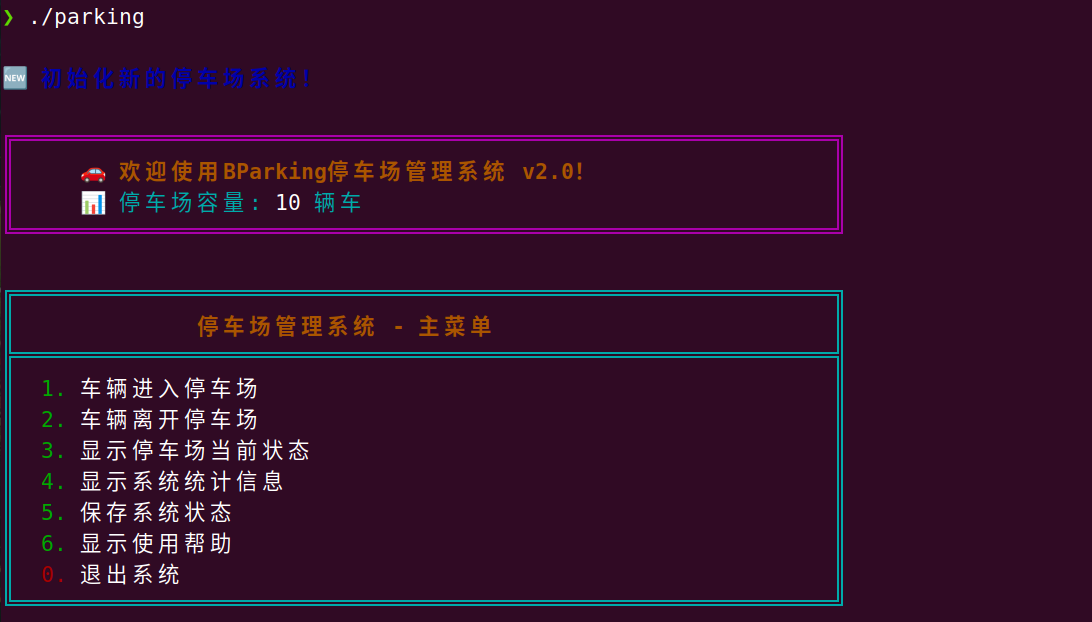 ❯ ./parking
🆕 初始化新的停车场系统!
🚗 欢迎使用BParking停车场管理系统 v2.0!
📊 停车场容量: 10 辆车
停车场管理系统 - 主菜单
1. 车辆进入停车场
2. 车辆离开停车场
3. 显示停车场当前状态
4. 显示系统统计信息
5. 保存系统状态
6. 显示使用帮助
0. 退出系统